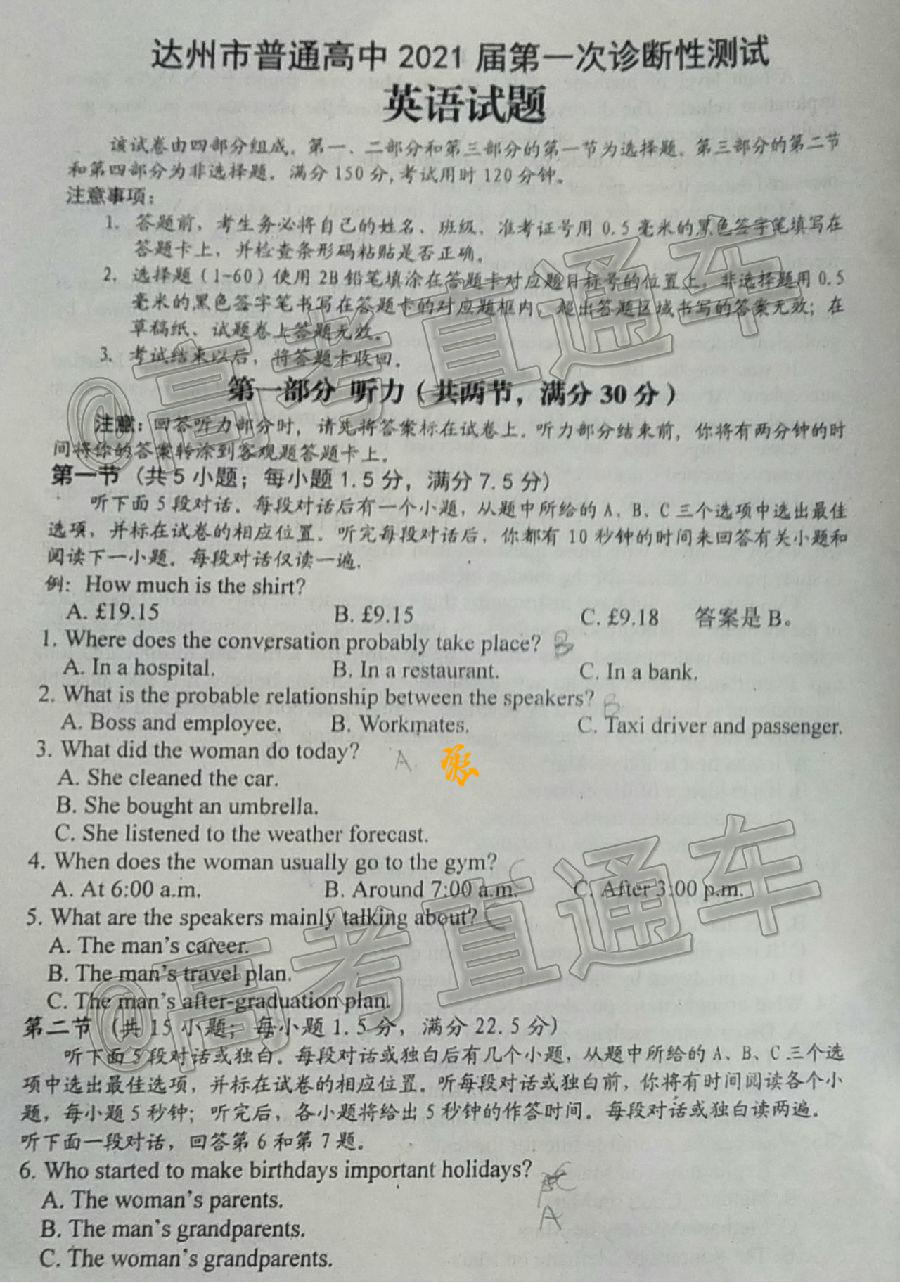 达州市普通高中 2021 届第一次诊断性测试
英语试题
该试卷由四部分组成。第一、二部分和第三部分的第一节为选择题。第三部分的第二节
和第四部分为非选择题。满分 150 分,考试用时 120 分钟。
注意事项:
1. 答题前,考生务必将自己的姓名、班级、准考证号用 0.5 毫米的黑色签字笔填写在
答题卡上,并检查条形码粘贴是否正确。
2. 选择题(1-60)使用 2B 铅笔填涂在答题卡对应题目标号的位置上,非选择题用 0.5
毫米的黑色签字笔书写在答题卡的对应题框内,超出答题区域书写的答案无效;在
草稿纸、试题卷上答题无效。
3. 考试结束以后,将答题卡收回。
第一部分 听力(共两节,满分 30 分)
注意:回答听力部分时,请先将答案标在试卷上。听力部分结束前,你将有两分钟的时
间将你的答案转涂到客观题答题卡上。
第一节 (共 5 小题;每小题 1.5 分,满分 7.5 分)
听下面 5 段对话。每段对话后有一个小题,从题中所给的 A、B、C 三个选项中选出最佳
选项,并标在试卷的相应位置。听完每段对话后,你都有 10 秒钟的时间来回答有关小题和
阅读下一小题。每段对话仅读一遍.
例: How much is the shirt?
A. £19.15 B. £9.15 C. £9.18 答案是 B。
1. Where does the conversation probably take place? B
A. In a hospital. B. In a restaurant. C. In a bank.
2. What is the probable relationship between the speakers? B
A. Boss and employee. B. Workmates. C. Taxi driver and passenger.
3. What did the woman do today? A
A. She cleaned the car.
B. She bought an umbrella.
C. She listened to the weather forecast.
4. When does the woman usually go to the gym? C
A. At 6:00 a.m. B. Around 7:00 a.m. C. After 3:00 p.m.
5. What are the speakers mainly talking about? C
A. The man's career.
B. The man's travel plan.
C. The man's after-graduation plan.
第二节 (共 15 小题;每小题 1.5 分,满分 22.5 分)
听下面 5 段对话或独白。每段对话或独白后有几个小题,从题中所给的 A、B、C 三个选
项中选出最佳选项,并标在试卷的相应位置。听每段对话或独白前,你将有时间阅读各个小
题,每小题 5 秒钟;听完后,各小题将给出 5 秒钟的作答时间。每段对话或独白读两遍。
听下面一段对话,回答第 6 和第 7 题。
6. Who started to make birthdays important holidays?
A
A. The woman's parents.
B. The man's grandparents.
C. The woman's grandparents.
@高考直通车
@高考直通车